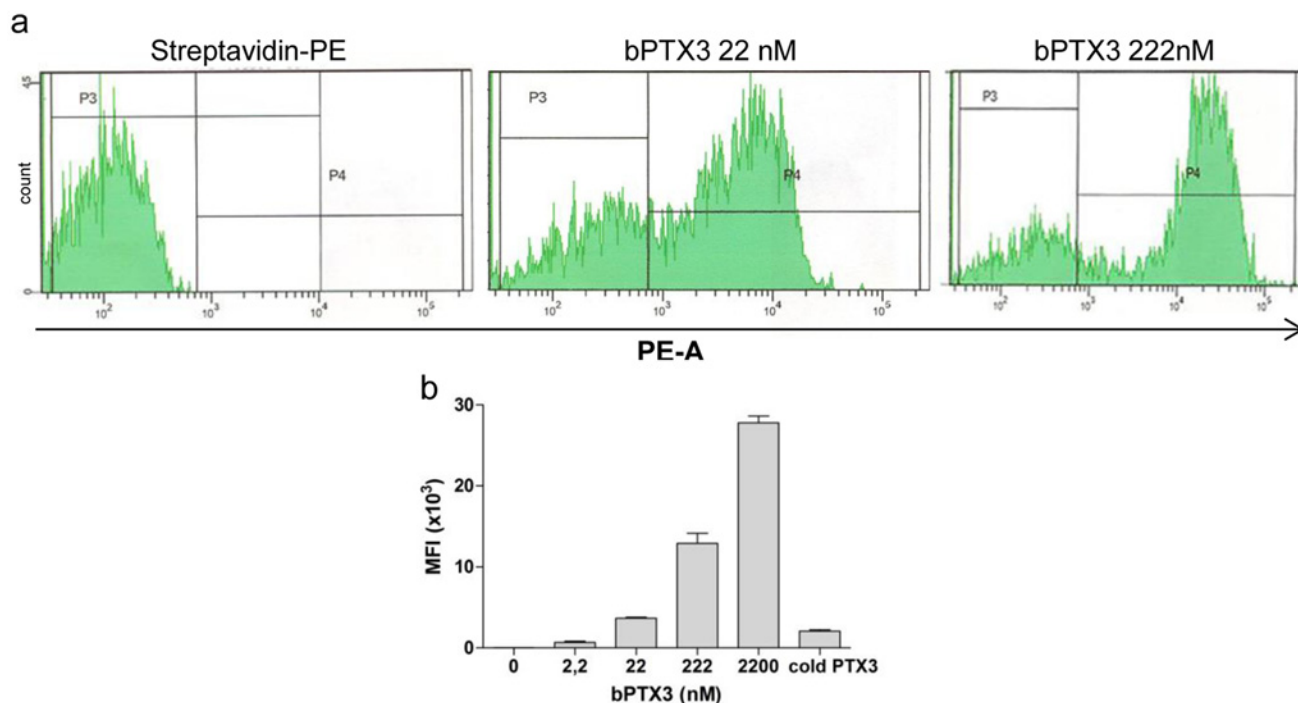 a
Streptavidin-PE
bPTX3 22 nM
bPTX3 222nM
45
P3
P4
count
0
10² 10³ 10⁴ 10⁵
P3
P4
10² 10³ 10⁴ 10⁵
P3
P4
10² 10³ 10⁴ 10⁵
PE-A
b
30
20
10
0
MFI (x10³)
0 2,2 22 222 2200 cold PTX3
bPTX3 (nM)